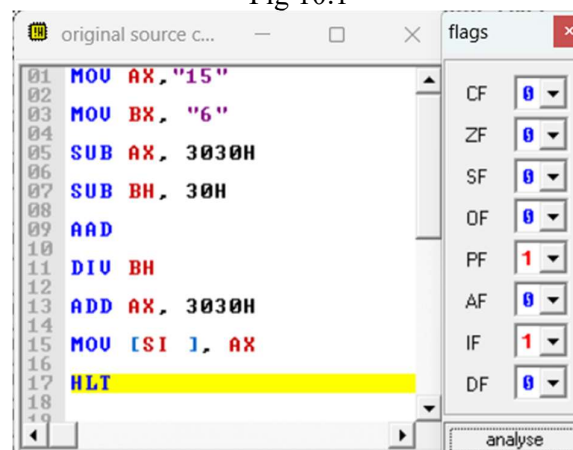 Fig 10.1
original source c...
flags
01 MOV AX,"15"
02
03 MOV BX, "6"
04
05 SUB AX, 3030H
06
07 SUB BH, 30H
08
09 AAD
10
11 DIV BH
12
13 ADD AX, 3030H
14
15 MOV [SI ], AX
16
17 HLT
18
19
CF 0
ZF 0
SF 0
OF 0
PF 1
AF 0
IF 1
DF 0
analyse